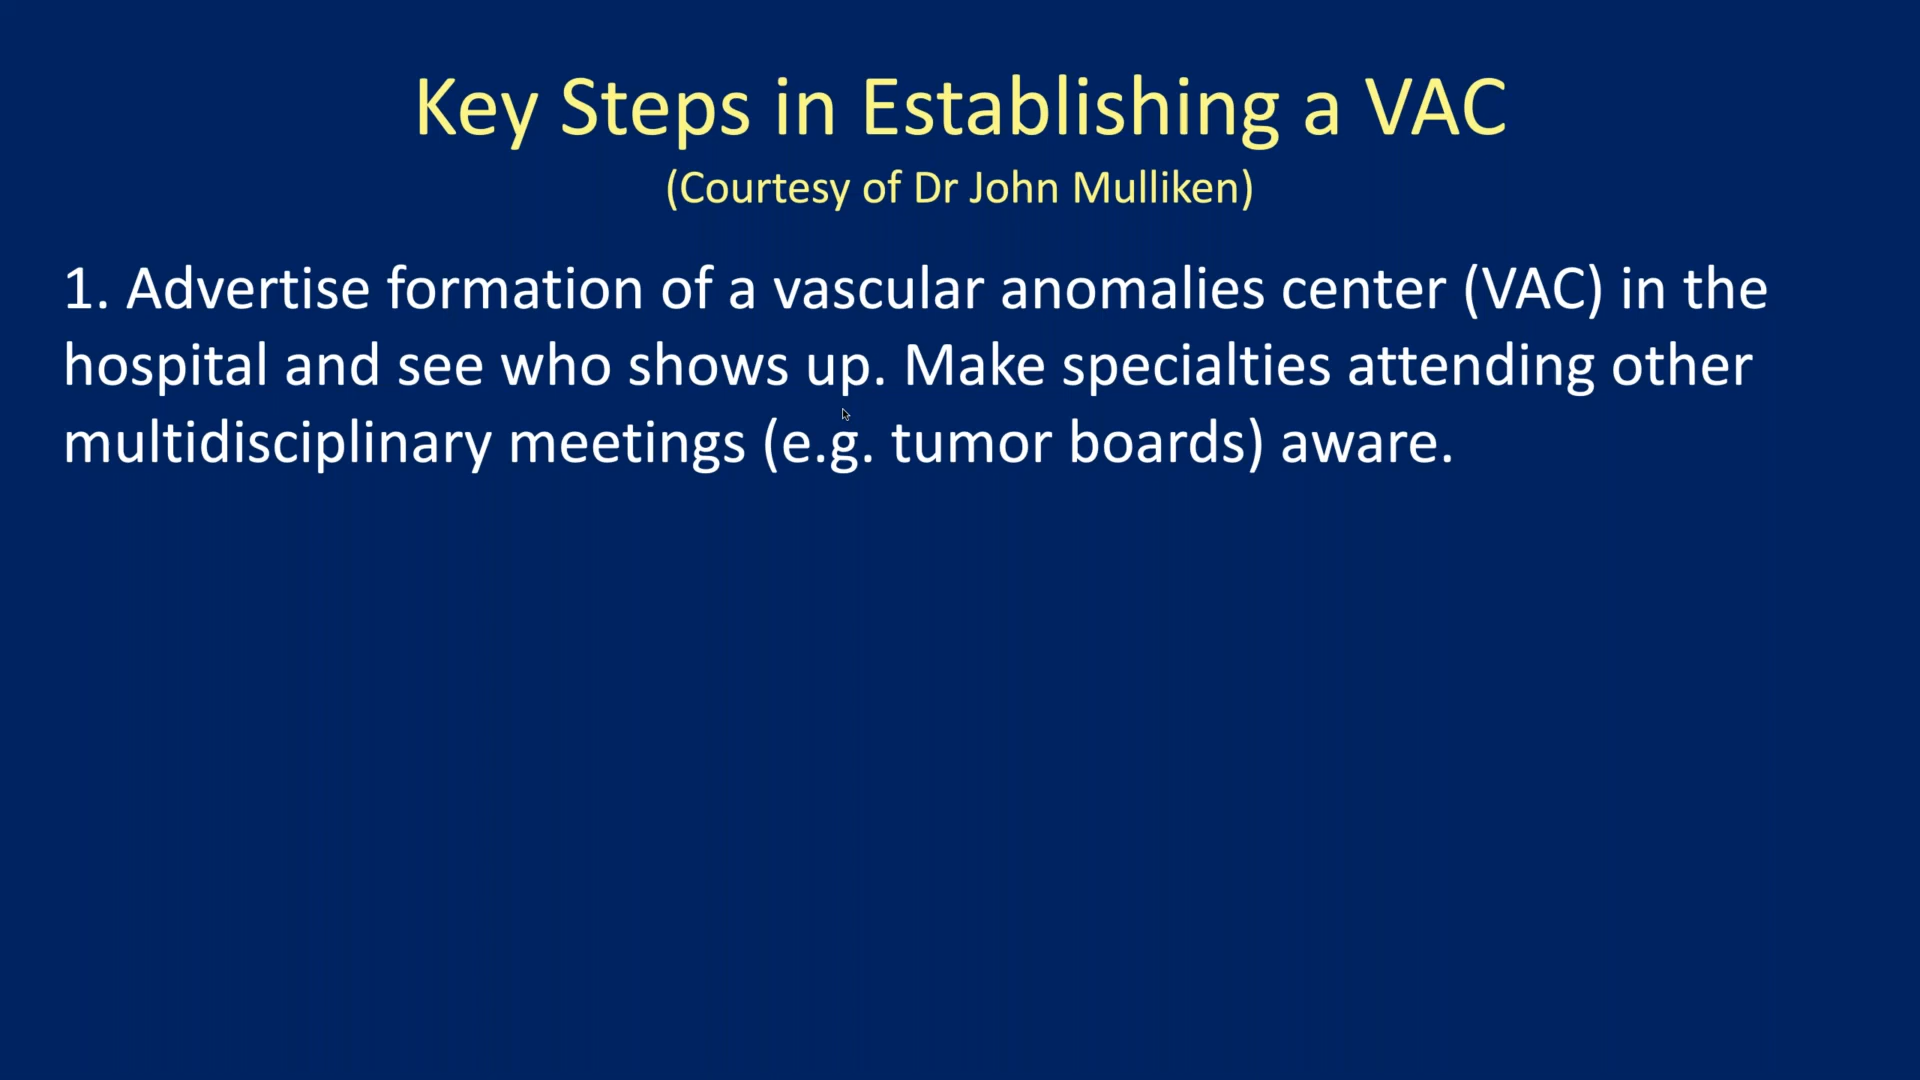 Key Steps in Establishing a VAC
(Courtesy of Dr John Mulliken)
1. Advertise formation of a vascular anomalies center (VAC) in the
hospital and see who shows up. Make specialties attending other
multidisciplinary meetings (e.g. tumor boards) aware.